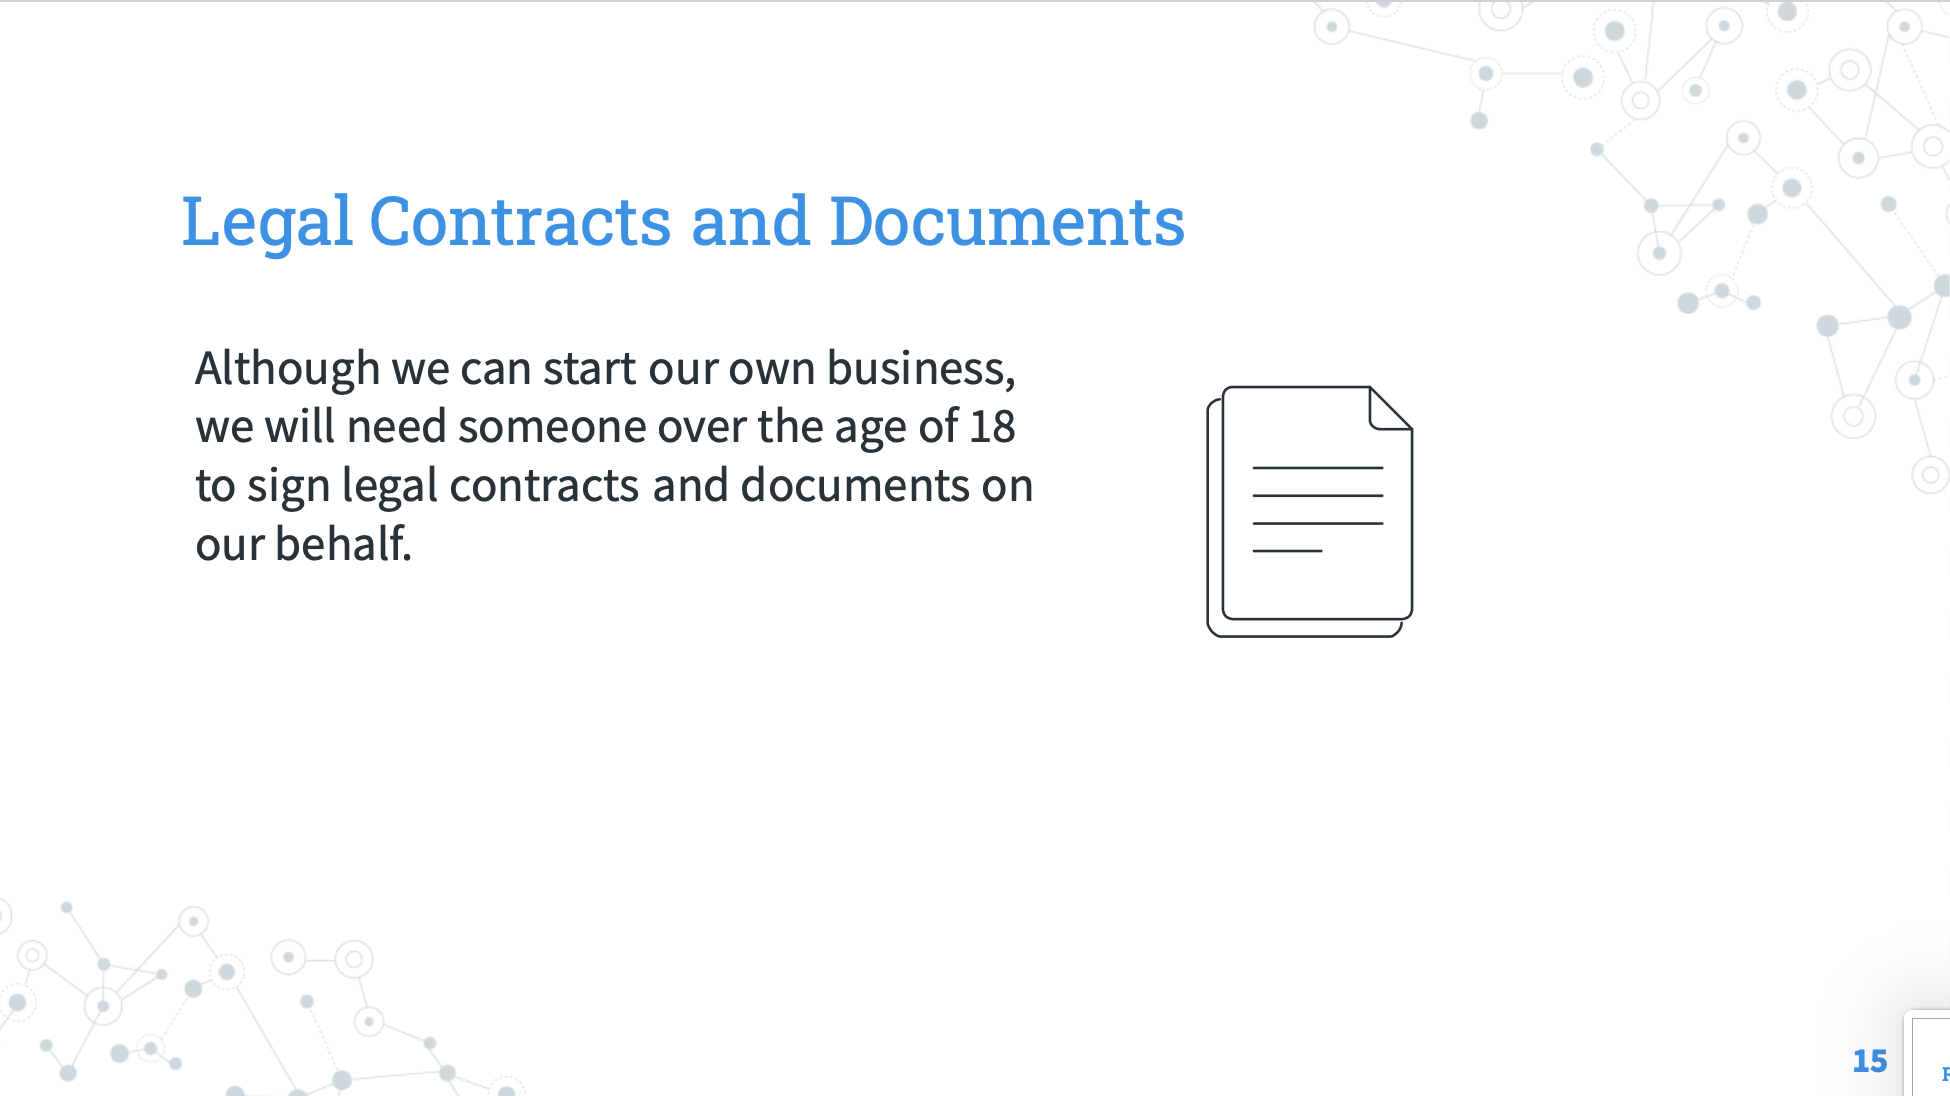 Legal Contracts and Documents
Although we can start our own business,
we will need someone over the age of 18
to sign legal contracts and documents on
our behalf.
15